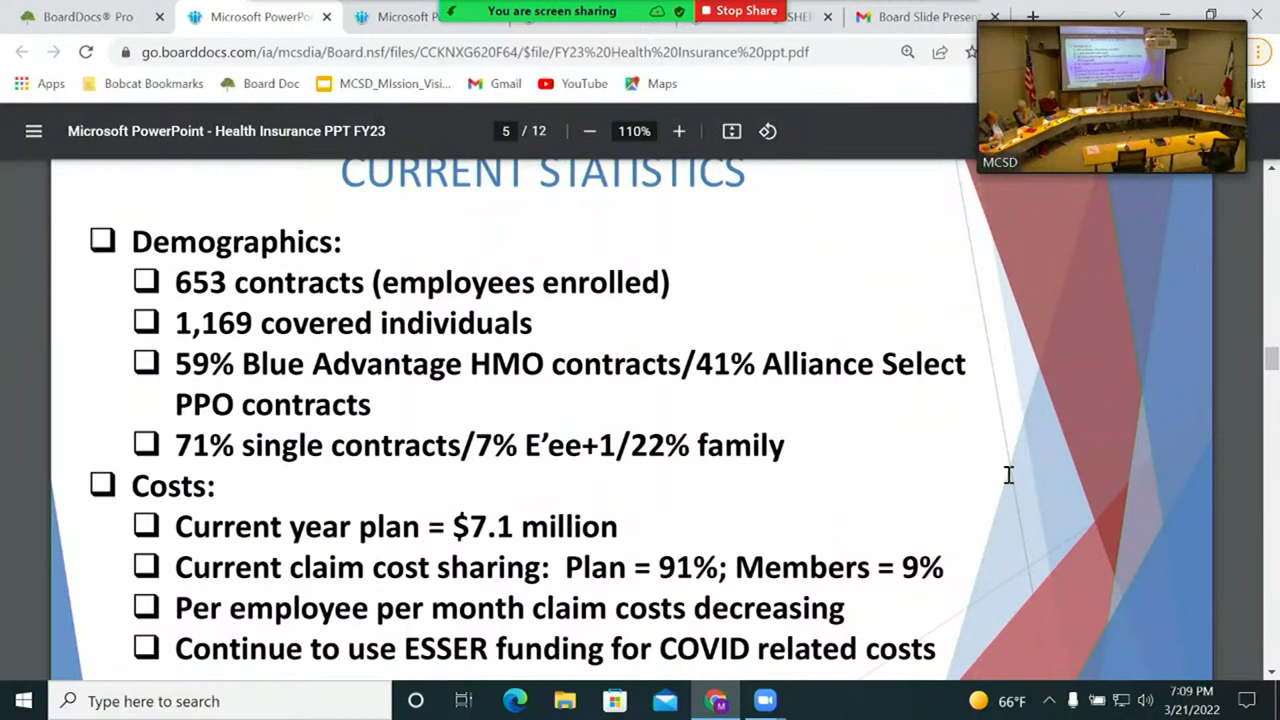 BoardDocs® Pro
Microsoft PowerPo
Microsoft P
You are screen sharing
Stop Share
Board Slide Presen
go.boarddocs.com/ia/mcsdia/Board.nsf/files/CCKNXG620F64/$file/FY23%20Health%20Insurance%20ppt.pdf
Apps
Bobcat Bookmarks
Board Doc
MCSD_Bd_Mtgs_Visi...
Gmail
YouTube
Maps
list
Microsoft PowerPoint - Health Insurance PPT FY23
5 / 12
110%
MCSD
CURRENT STATISTICS
Demographics:
653 contracts (employees enrolled)
1,169 covered individuals
59% Blue Advantage HMO contracts/41% Alliance Select
PPO contracts
71% single contracts/7% E’ee+1/22% family
Costs:
Current year plan = $7.1 million
Current claim cost sharing: Plan = 91%; Members = 9%
Per employee per month claim costs decreasing
Continue to use ESSER funding for COVID related costs
Type here to search
66°F
7:09 PM
3/21/2022